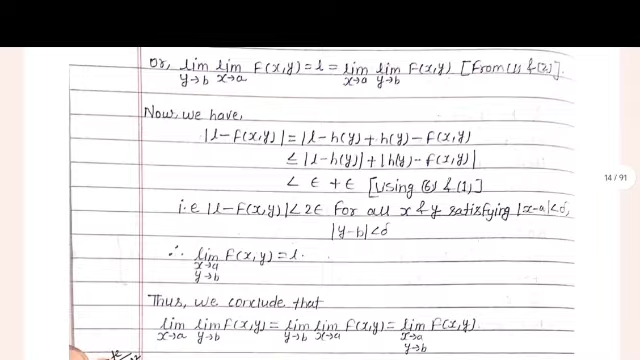 Or, lim lim f(x,y) = l = lim lim f(x,y) [From (1) & (2)].
y→b x→a x→a y→b
Now, we have,
|l-f(x,y)| = |l-h(y)+h(y)-f(x,y)
≤ |l-h(y)|+|h(y)-f(x,y)|
< ϵ + ϵ [Using (6) & (1)]
i.e |l-f(x,y)| < 2ϵ for all x & y satisfying |x-a|<δ,
|y-b|<δ
14 / 91
∴ lim f(x,y) = l.
x→a
y→b
Thus, we conclude that
lim lim f(x,y) = lim lim f(x,y) = lim f(x,y).
x→a y→b y→b x→a x→a
y→b